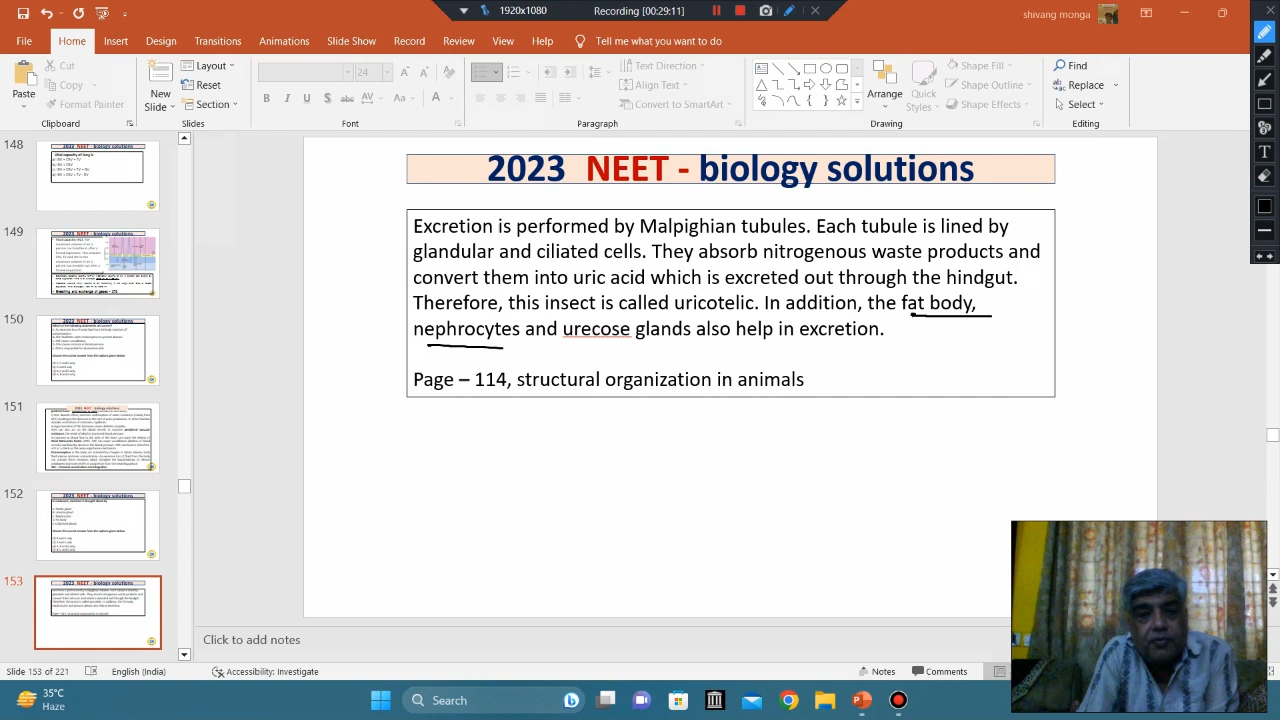 1920x1080
Recording [00:29:11]
shivang monga
File Home Insert Design Transitions Animations Slide Show Record Review View Help Tell me what you want to do
Paste
Cut
Copy
Format Painter
Clipboard
New Slide
Layout
Reset
Section
Slides
24
Font
Text Direction
Align Text
Convert to SmartArt
Paragraph
Arrange
Quick Styles
Shape Fill
Shape Outline
Shape Effects
Drawing
Find
Replace
Select
Editing
148
149
150
151
152
153
2023 NEET - biology solutions
Excretion is performed by Malpighian tubules. Each tubule is lined by
glandular and ciliated cells. They absorb nitrogenous waste products and
convert them into uric acid which is excreted out through the hindgut.
Therefore, this insect is called uricotelic. In addition, the fat body,
nephrocytes and urecose glands also help in excretion.
Page – 114, structural organization in animals
Click to add notes
Slide 153 of 221 English (India) Accessibility: Investigate Notes Comments
35°C
Haze
Search